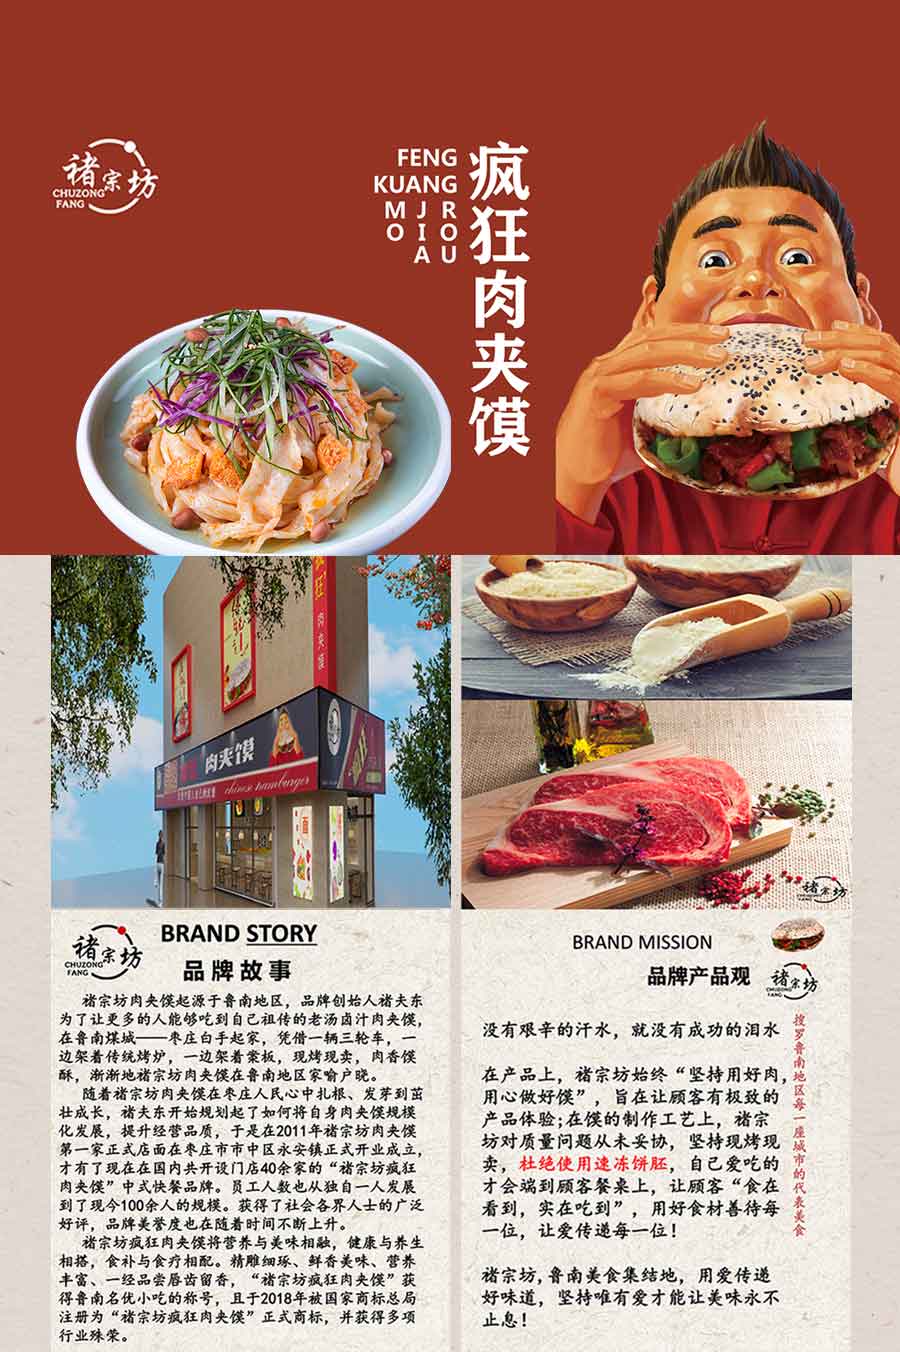 褚宗坊
CHUZONG
FANG
FENG
KUANG
ROU
JIA
MO
疯狂肉夹馍
狂
肉夹馍
肉夹馍
chinese hamburger
面
褚宗坊
褚宗坊
CHUZONG
FANG
BRAND STORY
品牌故事
褚宗坊肉夹馍起源于鲁南地区，品牌创始人褚夫东
为了让更多的人能够吃到自己祖传的老汤卤汁肉夹馍，
在鲁南煤城——枣庄白手起家，凭借一辆三轮车，一
边架着传统烤炉，一边架着案板，现烤现卖，肉香馍
酥，渐渐地褚宗坊肉夹馍在鲁南地区家喻户晓。
随着褚宗坊肉夹馍在枣庄人民心中扎根、发芽到茁
壮成长，褚夫东开始规划起了如何将自身肉夹馍规模
化发展，提升经营品质，于是在2011年褚宗坊肉夹馍
第一家正式店面在枣庄市市中区永安镇正式开业成立，
才有了现在在国内共开设门店40余家的“褚宗坊疯狂
肉夹馍”中式快餐品牌。员工人数也从独自一人发展
到了现今100余人的规模。获得了社会各界人士的广泛
好评，品牌美誉度也在随着时间不断上升。
褚宗坊疯狂肉夹馍将营养与美味相融，健康与养生
相搭，食补与食疗相配。精雕细琢、鲜香美味、营养
丰富、一经品尝唇齿留香，“褚宗坊疯狂肉夹馍”获
得鲁南名优小吃的称号，且于2018年被国家商标总局
注册为“褚宗坊疯狂肉夹馍”正式商标，并获得多项
行业殊荣。
BRAND MISSION
品牌产品观
褚宗坊
CHUZONG
FANG
搜罗鲁南地区每一座城市的代表美食
没有艰辛的汗水，就没有成功的泪水
在产品上，褚宗坊始终“坚持用好肉，
用心做好馍”，旨在让顾客有极致的
产品体验;在馍的制作工艺上，褚宗
坊对质量问题从未妥协，坚持现烤现
卖，杜绝使用速冻饼胚，自己爱吃的
才会端到顾客餐桌上，让顾客“食在
看到，实在吃到”，用好食材善待每
一位，让爱传递每一位！
褚宗坊,鲁南美食集结地，用爱传递
好味道，坚持唯有爱才能让美味永不
止息！